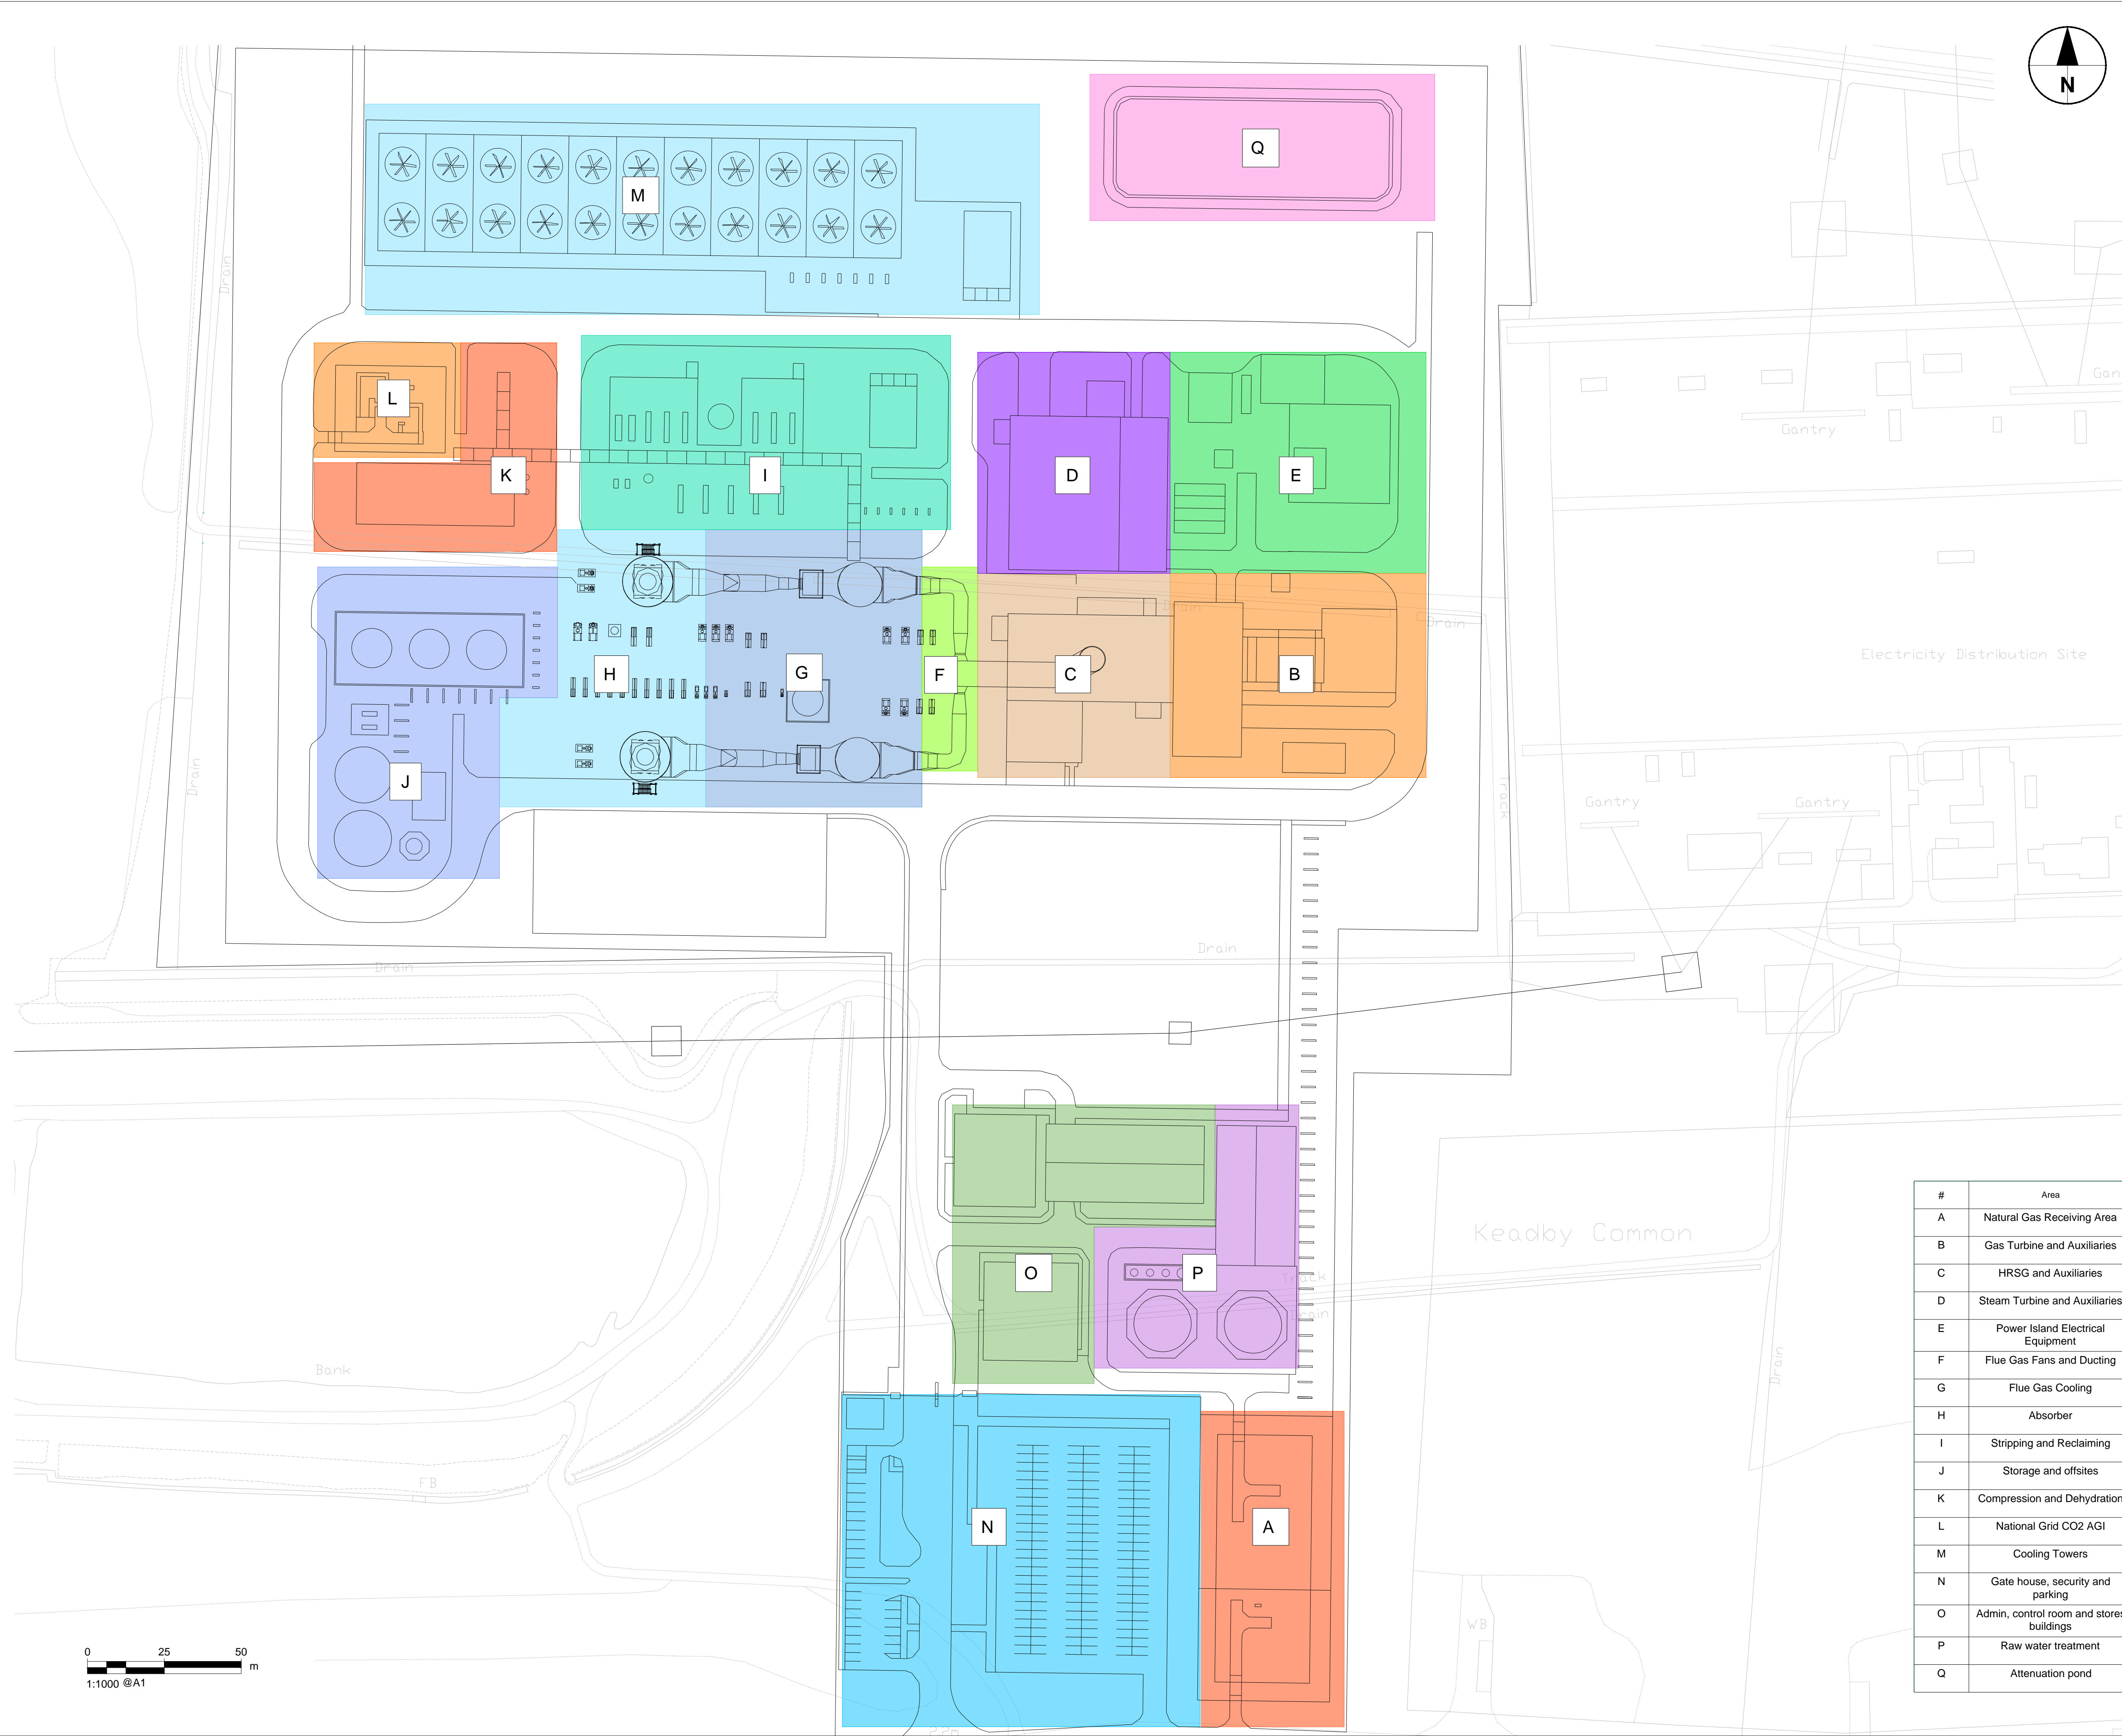 N
Q
M
Drain
Gan
L
Gantry
K
I
D
E
Drain
Drain
Electricity Distribution Site
H
G
F
C
B
Drain
J
Track
Gantry
Gantry
Drain
Drain
Keadby Common
O
P
Track
Drain
Drain
Bank
FB
N
A
WB
0 25 50
m
1:1000 @A1
# Area
A Natural Gas Receiving Area
B Gas Turbine and Auxiliaries
C HRSG and Auxiliaries
D Steam Turbine and Auxiliaries
E Power Island Electrical
Equipment
F Flue Gas Fans and Ducting
G Flue Gas Cooling
H Absorber
I Stripping and Reclaiming
J Storage and offsites
K Compression and Dehydration
L National Grid CO2 AGI
M Cooling Towers
N Gate house, security and
parking
O Admin, control room and stores
buildings
P Raw water treatment
Q Attenuation pond